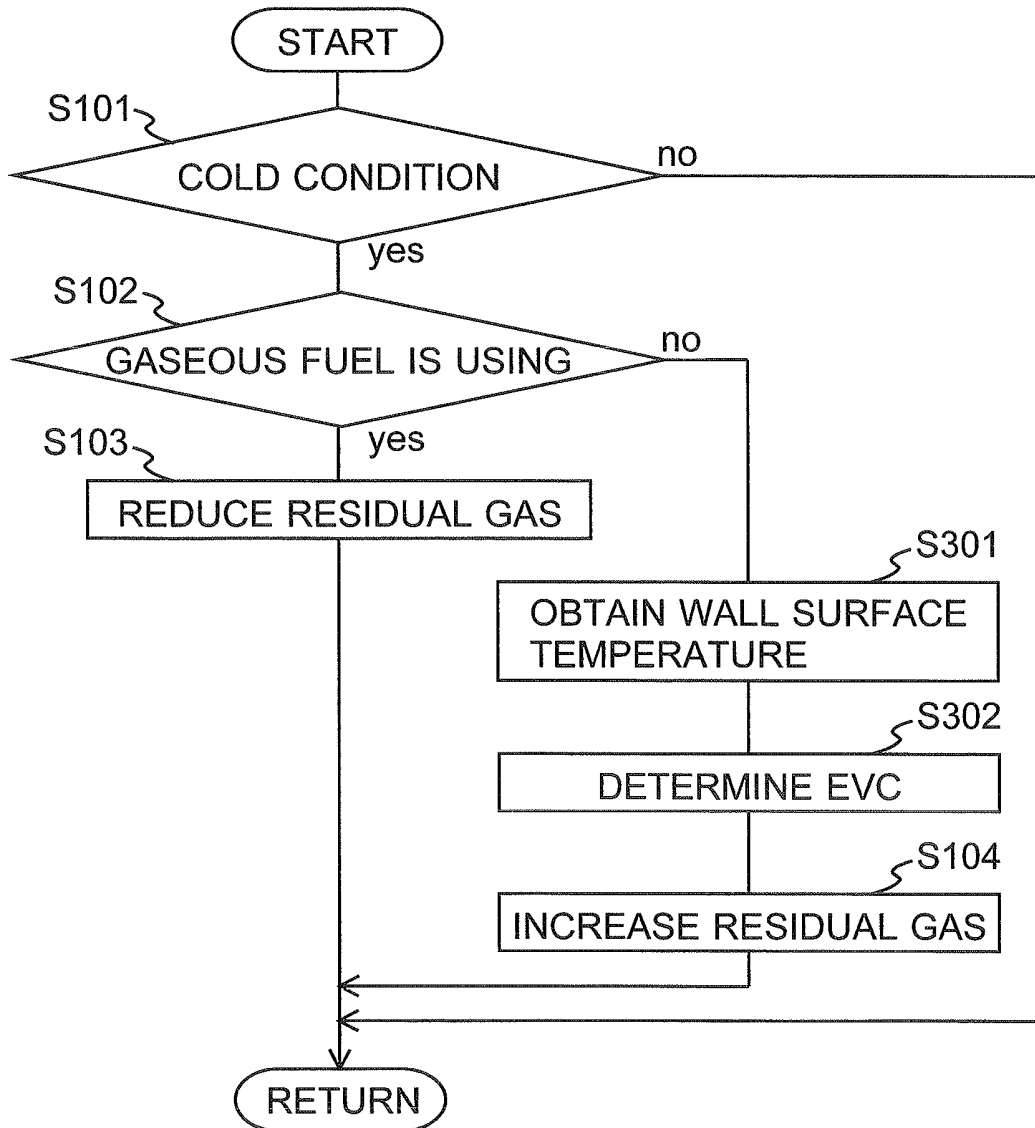 START
S101
COLD CONDITION
no
yes
S102
GASEOUS FUEL IS USING
no
yes
S103
REDUCE RESIDUAL GAS
S301
OBTAIN WALL SURFACE
TEMPERATURE
S302
DETERMINE EVC
S104
INCREASE RESIDUAL GAS
RETURN